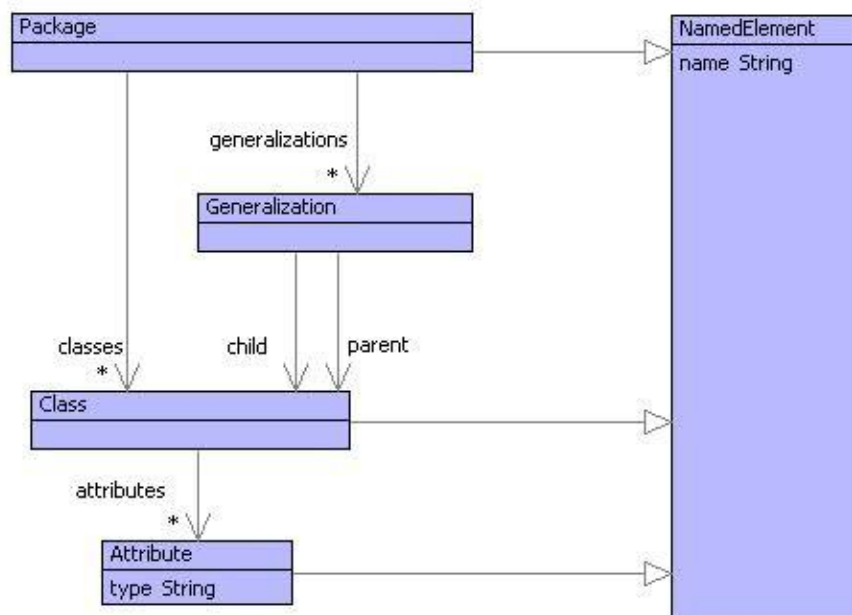 Package
NamedElement
name String
generalizations
*
Generalization
classes
*
child
parent
Class
attributes
*
Attribute
type String